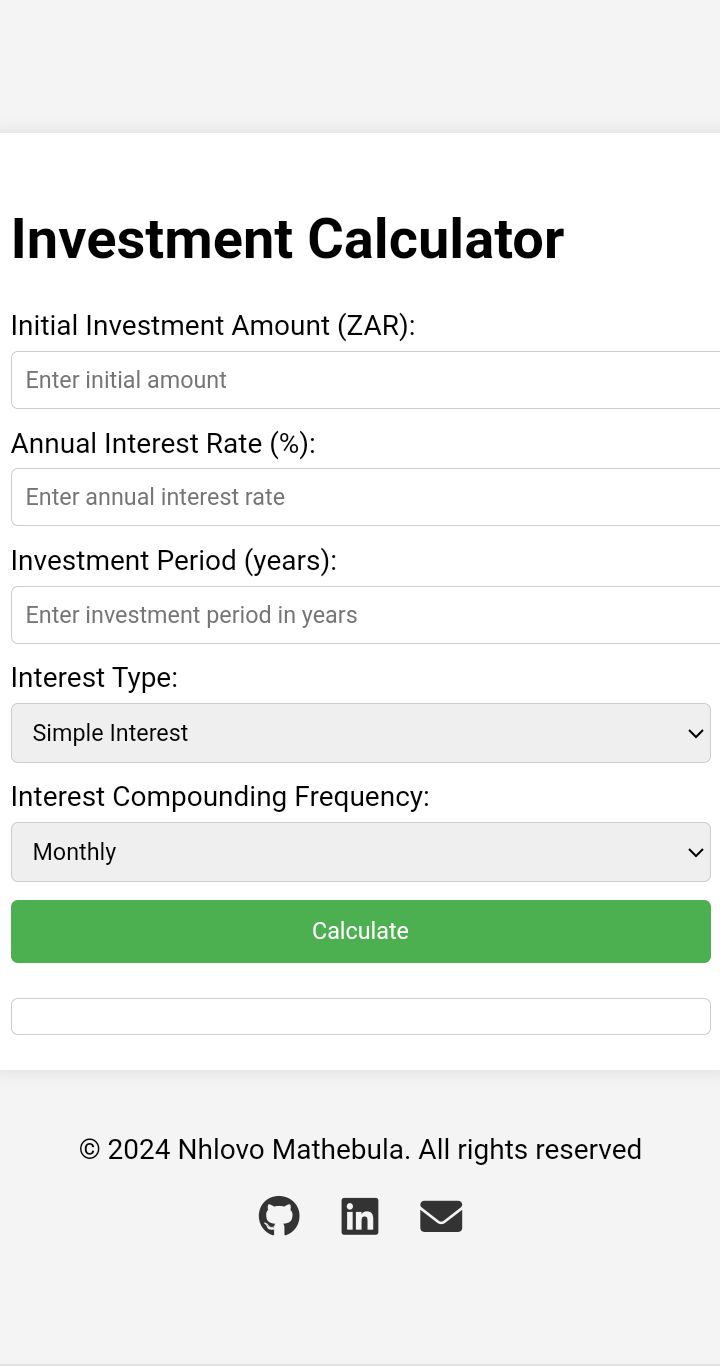 Investment Calculator
Initial Investment Amount (ZAR):
Enter initial amount
Annual Interest Rate (%):
Enter annual interest rate
Investment Period (years):
Enter investment period in years
Interest Type:
Simple Interest
Interest Compounding Frequency:
Monthly
Calculate
© 2024 Nhlovo Mathebula. All rights reserved
in